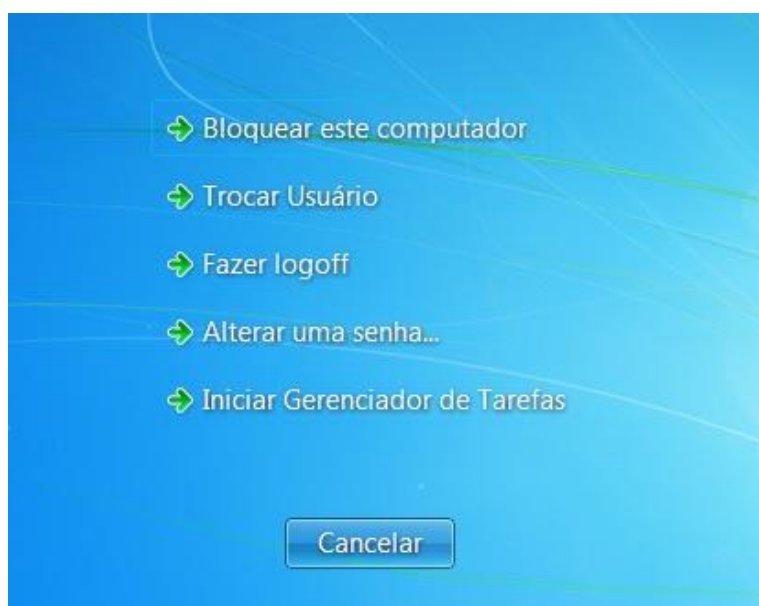 Bloquear este computador
Trocar Usuário
Fazer logoff
Alterar uma senha...
Iniciar Gerenciador de Tarefas
Cancelar